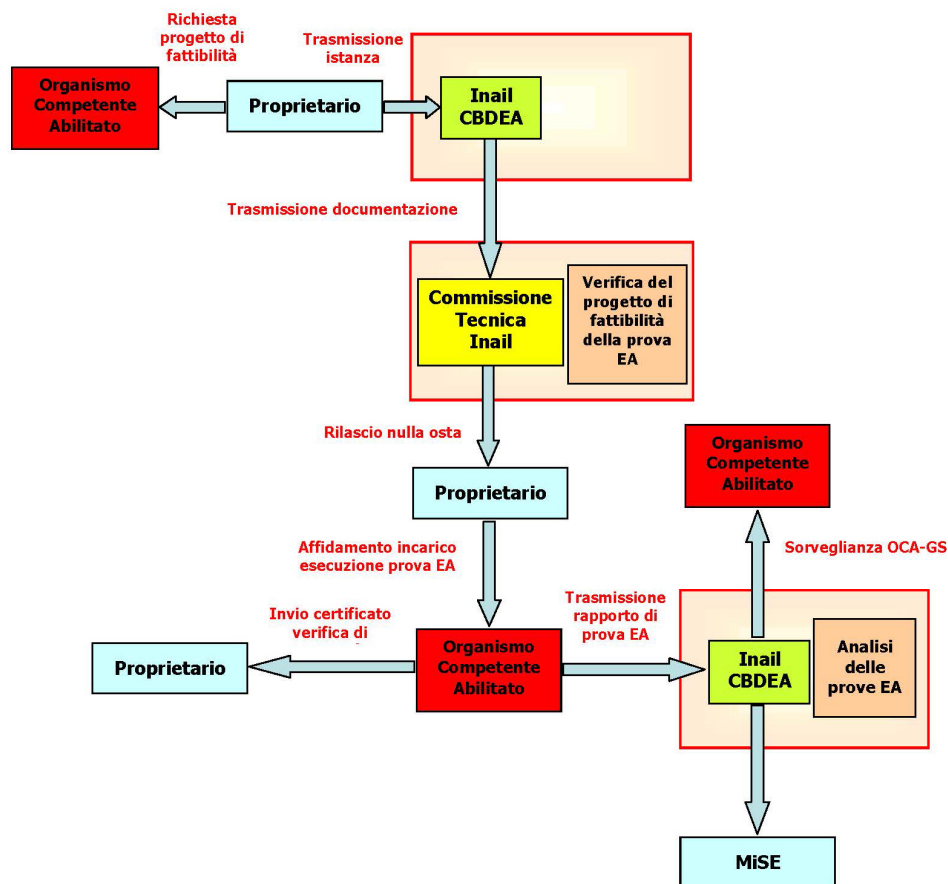 Richiesta
progetto di
fattibilità
Trasmissione
istanza
Organismo
Competente
Abilitato
Proprietario
Inail
CBDEA
Trasmissione documentazione
Commissione
Tecnica
Inail
Verifica del
progetto di
fattibilità
della prova
EA
Rilascio nulla osta
Proprietario
Organismo
Competente
Abilitato
Affidamento incarico
esecuzione prova EA
Sorveglianza OCA-GS
Invio certificato
verifica di
Trasmissione
rapporto di
prova EA
Proprietario
Organismo
Competente
Abilitato
Inail
CBDEA
Analisi
delle
prove EA
MiSE